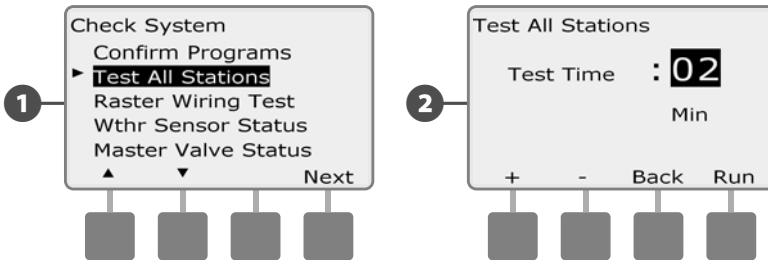 Check System
Confirm Programs
► Test All Stations
Raster Wiring Test
Wthr Sensor Status
Master Valve Status
▲ ▼ Next
1
Test All Stations
Test Time :02
Min
+ - Back Run
2